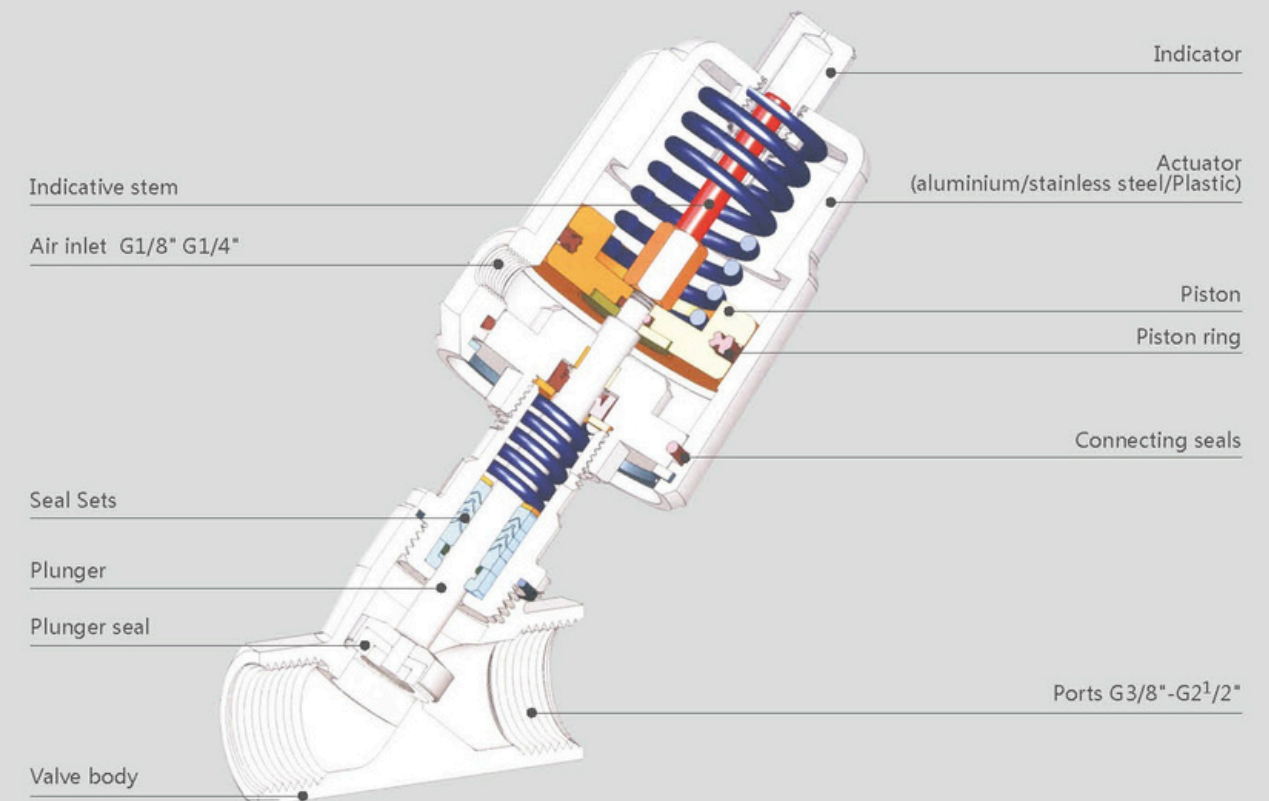 Indicator
Actuator
(aluminium/stainless steel/Plastic)
Indicative stem
Air inlet G1/8" G1/4"
Piston
Piston ring
Connecting seals
Seal Sets
Plunger
Plunger seal
Ports G3/8"-G2¹/2"
Valve body